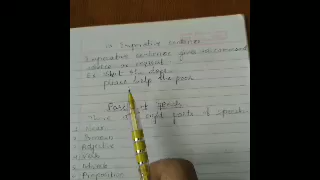 Imperative sentence
Imperative sentence give command
advice or request
Ex Shut the door
please help the poor
Parts of speech
There are eight parts of speech
Noun
Pronoun
Adjective
Verb
Adverb
Preposition